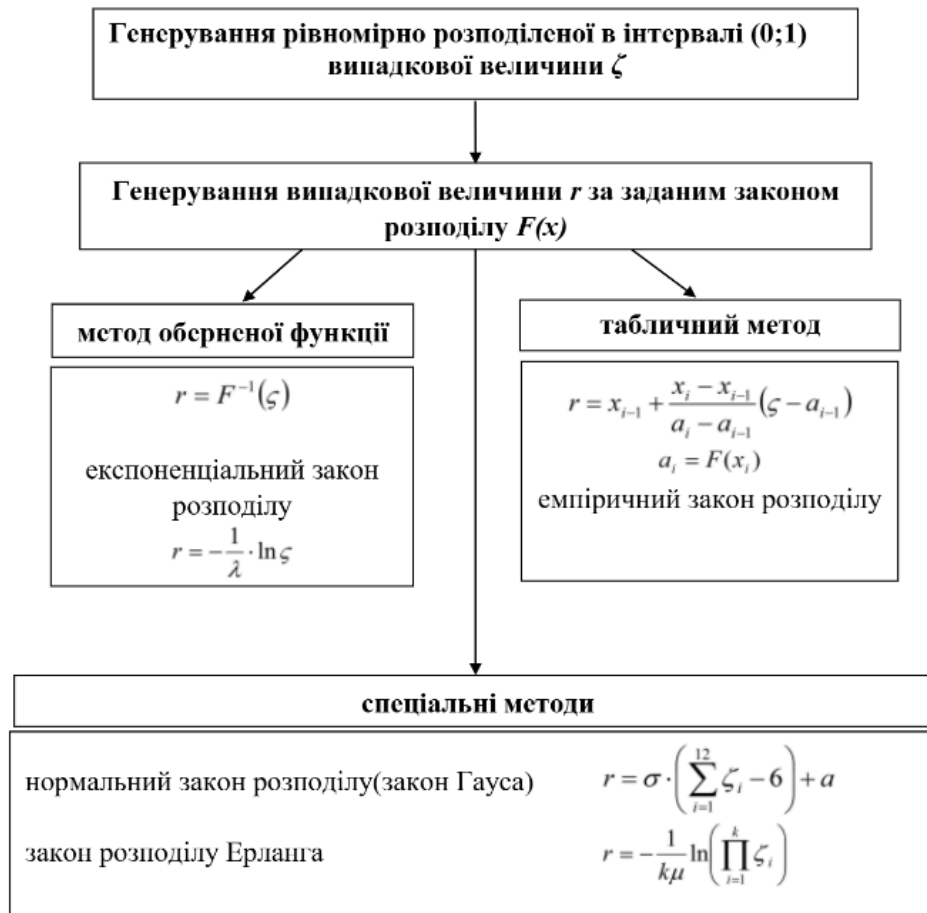 Генерування рівномірно розподіленої в інтервалі (0;1)
випадкової величини ζ
Генерування випадкової величини r за заданим законом
розподілу F(x)
метод оберненої функції
r = F⁻¹(ς)
експоненціальний закон
розподілу
r = −1/λ · ln ς
табличний метод
r = xᵢ₋₁ + (xᵢ − xᵢ₋₁)/(aᵢ − aᵢ₋₁) (ς − aᵢ₋₁)
aᵢ = F(xᵢ)
емпіричний закон розподілу
спеціальні методи
нормальний закон розподілу(закон Гауса) r = σ · (∑ᵢ₌₁¹² ζᵢ − 6) + a
закон розподілу Ерланга r = −1/(kμ) ln(∏ᵢ₌₁ᵏ ζᵢ)